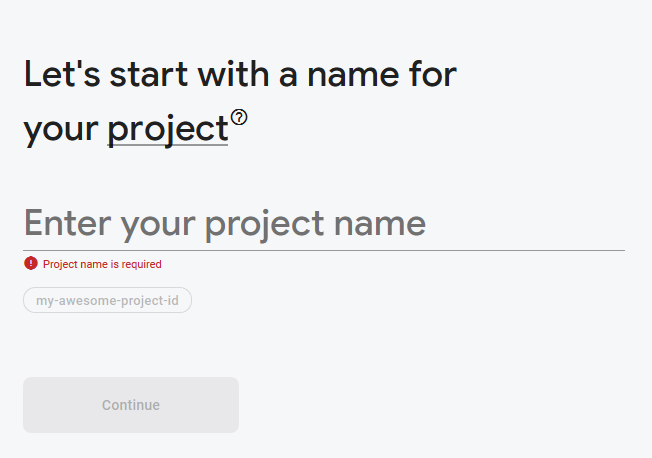 Let's start with a name for
your project
Enter your project name
Project name is required
my-awesome-project-id
Continue